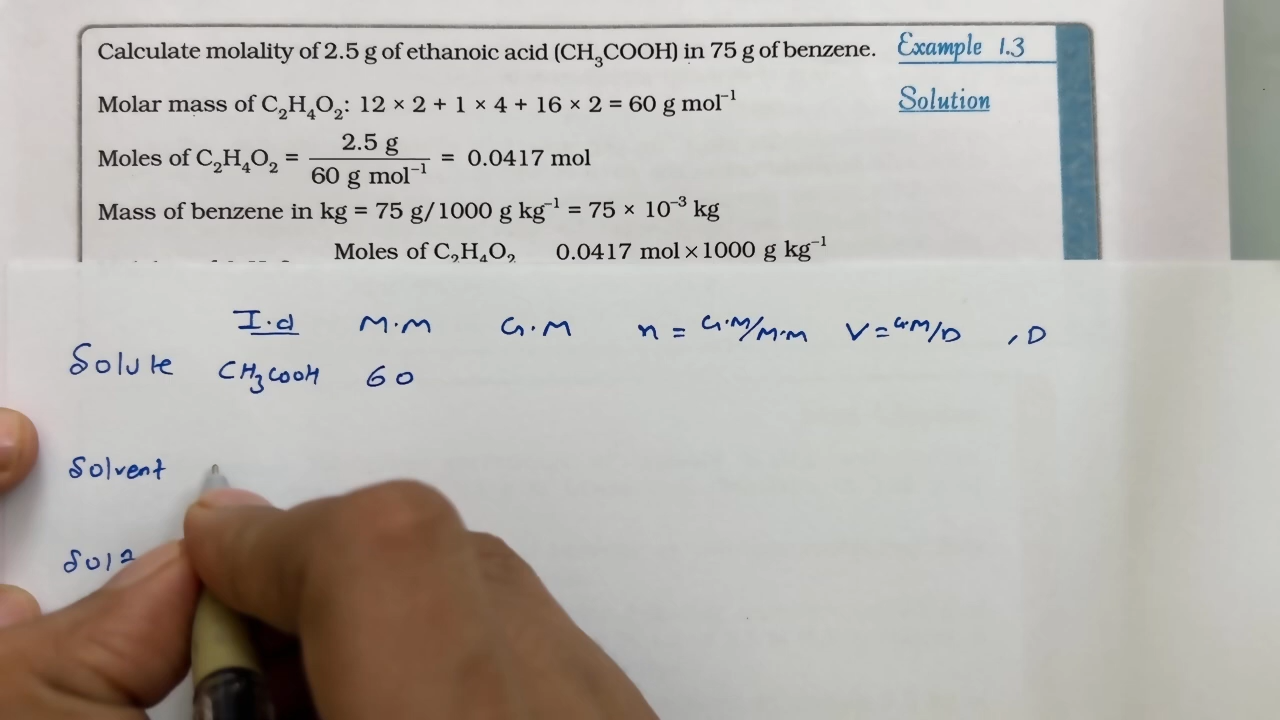 Calculate molality of 2.5 g of ethanoic acid (CH₃COOH) in 75 g of benzene. Example 1.3
Molar mass of C₂H₄O₂: 12 × 2 + 1 × 4 + 16 × 2 = 60 g mol⁻¹ Solution
Moles of C₂H₄O₂ = 2.5 g / 60 g mol⁻¹ = 0.0417 mol
Mass of benzene in kg = 75 g/1000 g kg⁻¹ = 75 × 10⁻³ kg
Moles of C₂H₄O₂ 0.0417 mol × 1000 g kg⁻¹
I.d M.M G.M n = G.M/M.M V = G.M/D , D
Solute CH₃COOH 60
Solvent